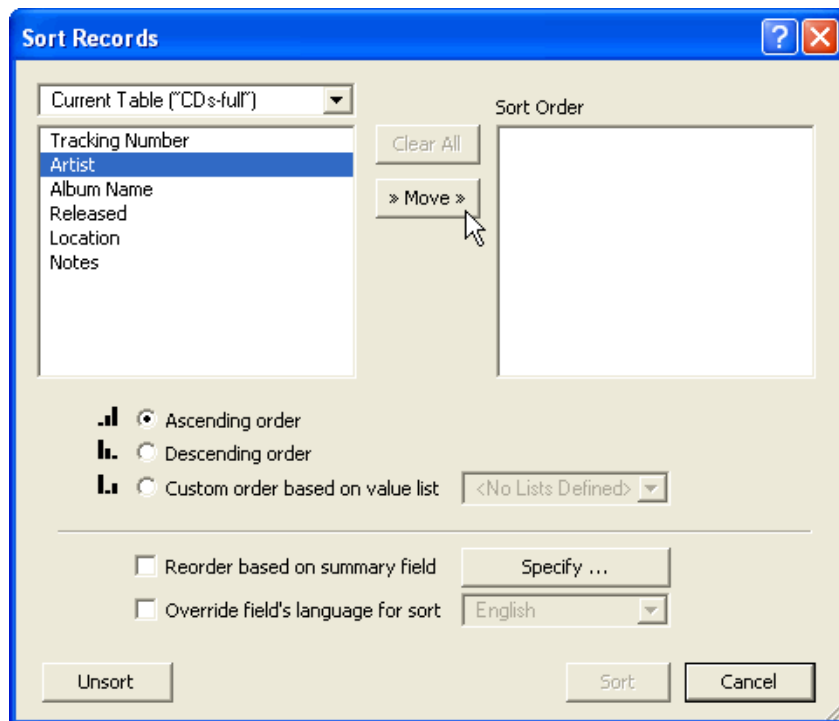 Sort Records
Current Table ("CDs-full")
Sort Order
Tracking Number
Artist
Album Name
Released
Location
Notes
Clear All
» Move »
Ascending order
Descending order
Custom order based on value list
<No Lists Defined>
Reorder based on summary field
Specify ...
Override field's language for sort
English
Unsort
Sort
Cancel